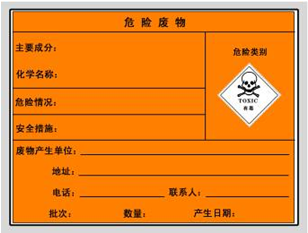 危险废物
主要成分:
化学名称:
危险类别
TOXIC
有毒
危险情况:
安全措施:
废物产生单位:
地址:
电话: 联系人:
批次: 数量: 产生日期: